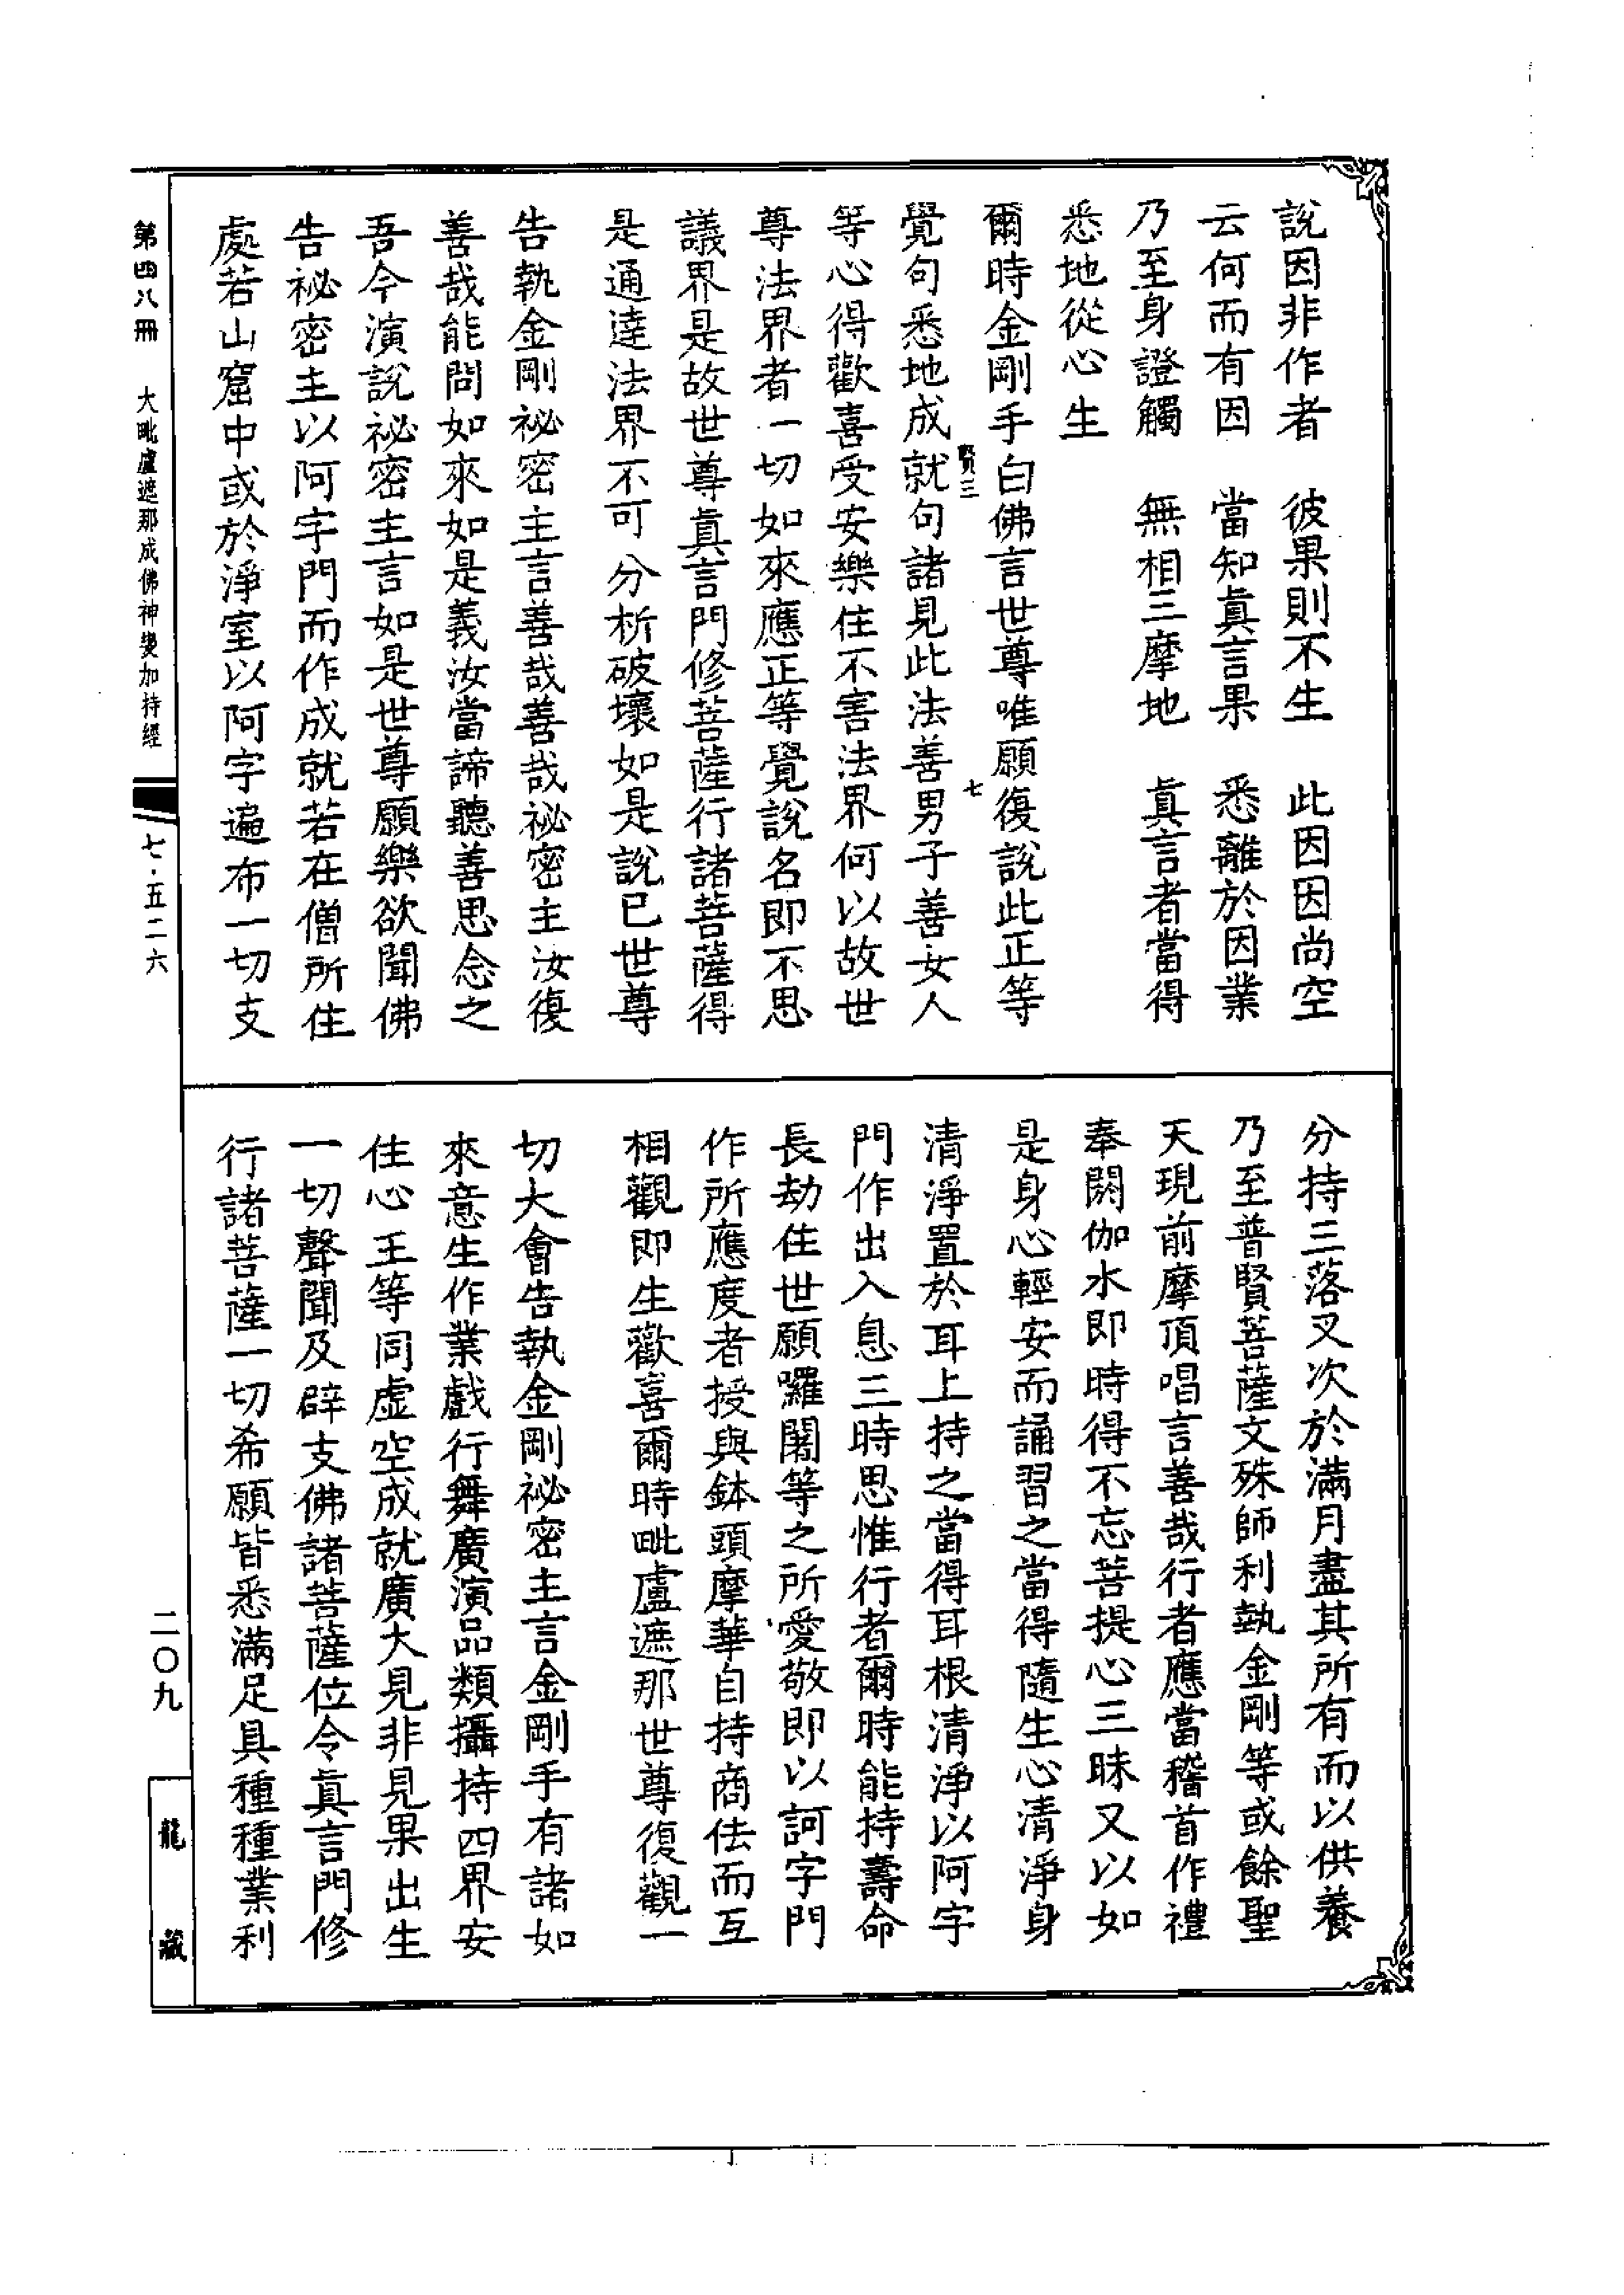 說因非作者　彼果則不生　此因因尚空
云何而有因　當知眞言果　悉離於因業
乃至身證觸　無相三摩地　眞言者當得
悉地從心生
爾時金剛手白佛言世尊唯願復說此正等
賢三　七
覺句悉地成就句諸見此法善男子善女人
等心得歡喜受安樂住不害法界何以故世
尊法界者一切如來應正等覺說名即不思
議界是故世尊眞言門修菩薩行諸菩薩得
是通達法界不可分析破壞如是說已世尊
告執金剛祕密主言善哉善哉祕密主汝復
善哉能問如來如是義汝當諦聽善思念之
吾今演說祕密主言如是世尊願樂欲聞佛
告祕密主以阿字門而作成就若在僧所住
處若山窟中或於淨室以阿字遍布一切支
分持三落叉次於滿月盡其所有而以供養
乃至普賢菩薩文殊師利執金剛等或餘聖
天現前摩頂唱言善哉行者應當稽首作禮
奉閼伽水即時得不忘菩提心三昧又以如
是身心輕安而誦習之當得隨生心清淨身
清淨置於耳上持之當得耳根清淨以阿字
門作出入息三時思惟行者爾時能持壽命
長劫住世願囉闍等之所愛敬即以訶字門
作所應度者授與鉢頭摩華自持商佉而互
相觀即生歡喜爾時毗盧遮那世尊復觀一
切大會告執金剛祕密主言金剛手有諸如
來意生作業戲行舞廣演品類攝持四界安
住心王等同虛空成就廣大見非見果出生
一切聲聞及辟支佛諸菩薩位令眞言門修
行諸菩薩一切希願皆悉滿足具種種業利
第四八冊　大毗盧遮那成佛神變加持經
七・五二六
二〇九
龍藏